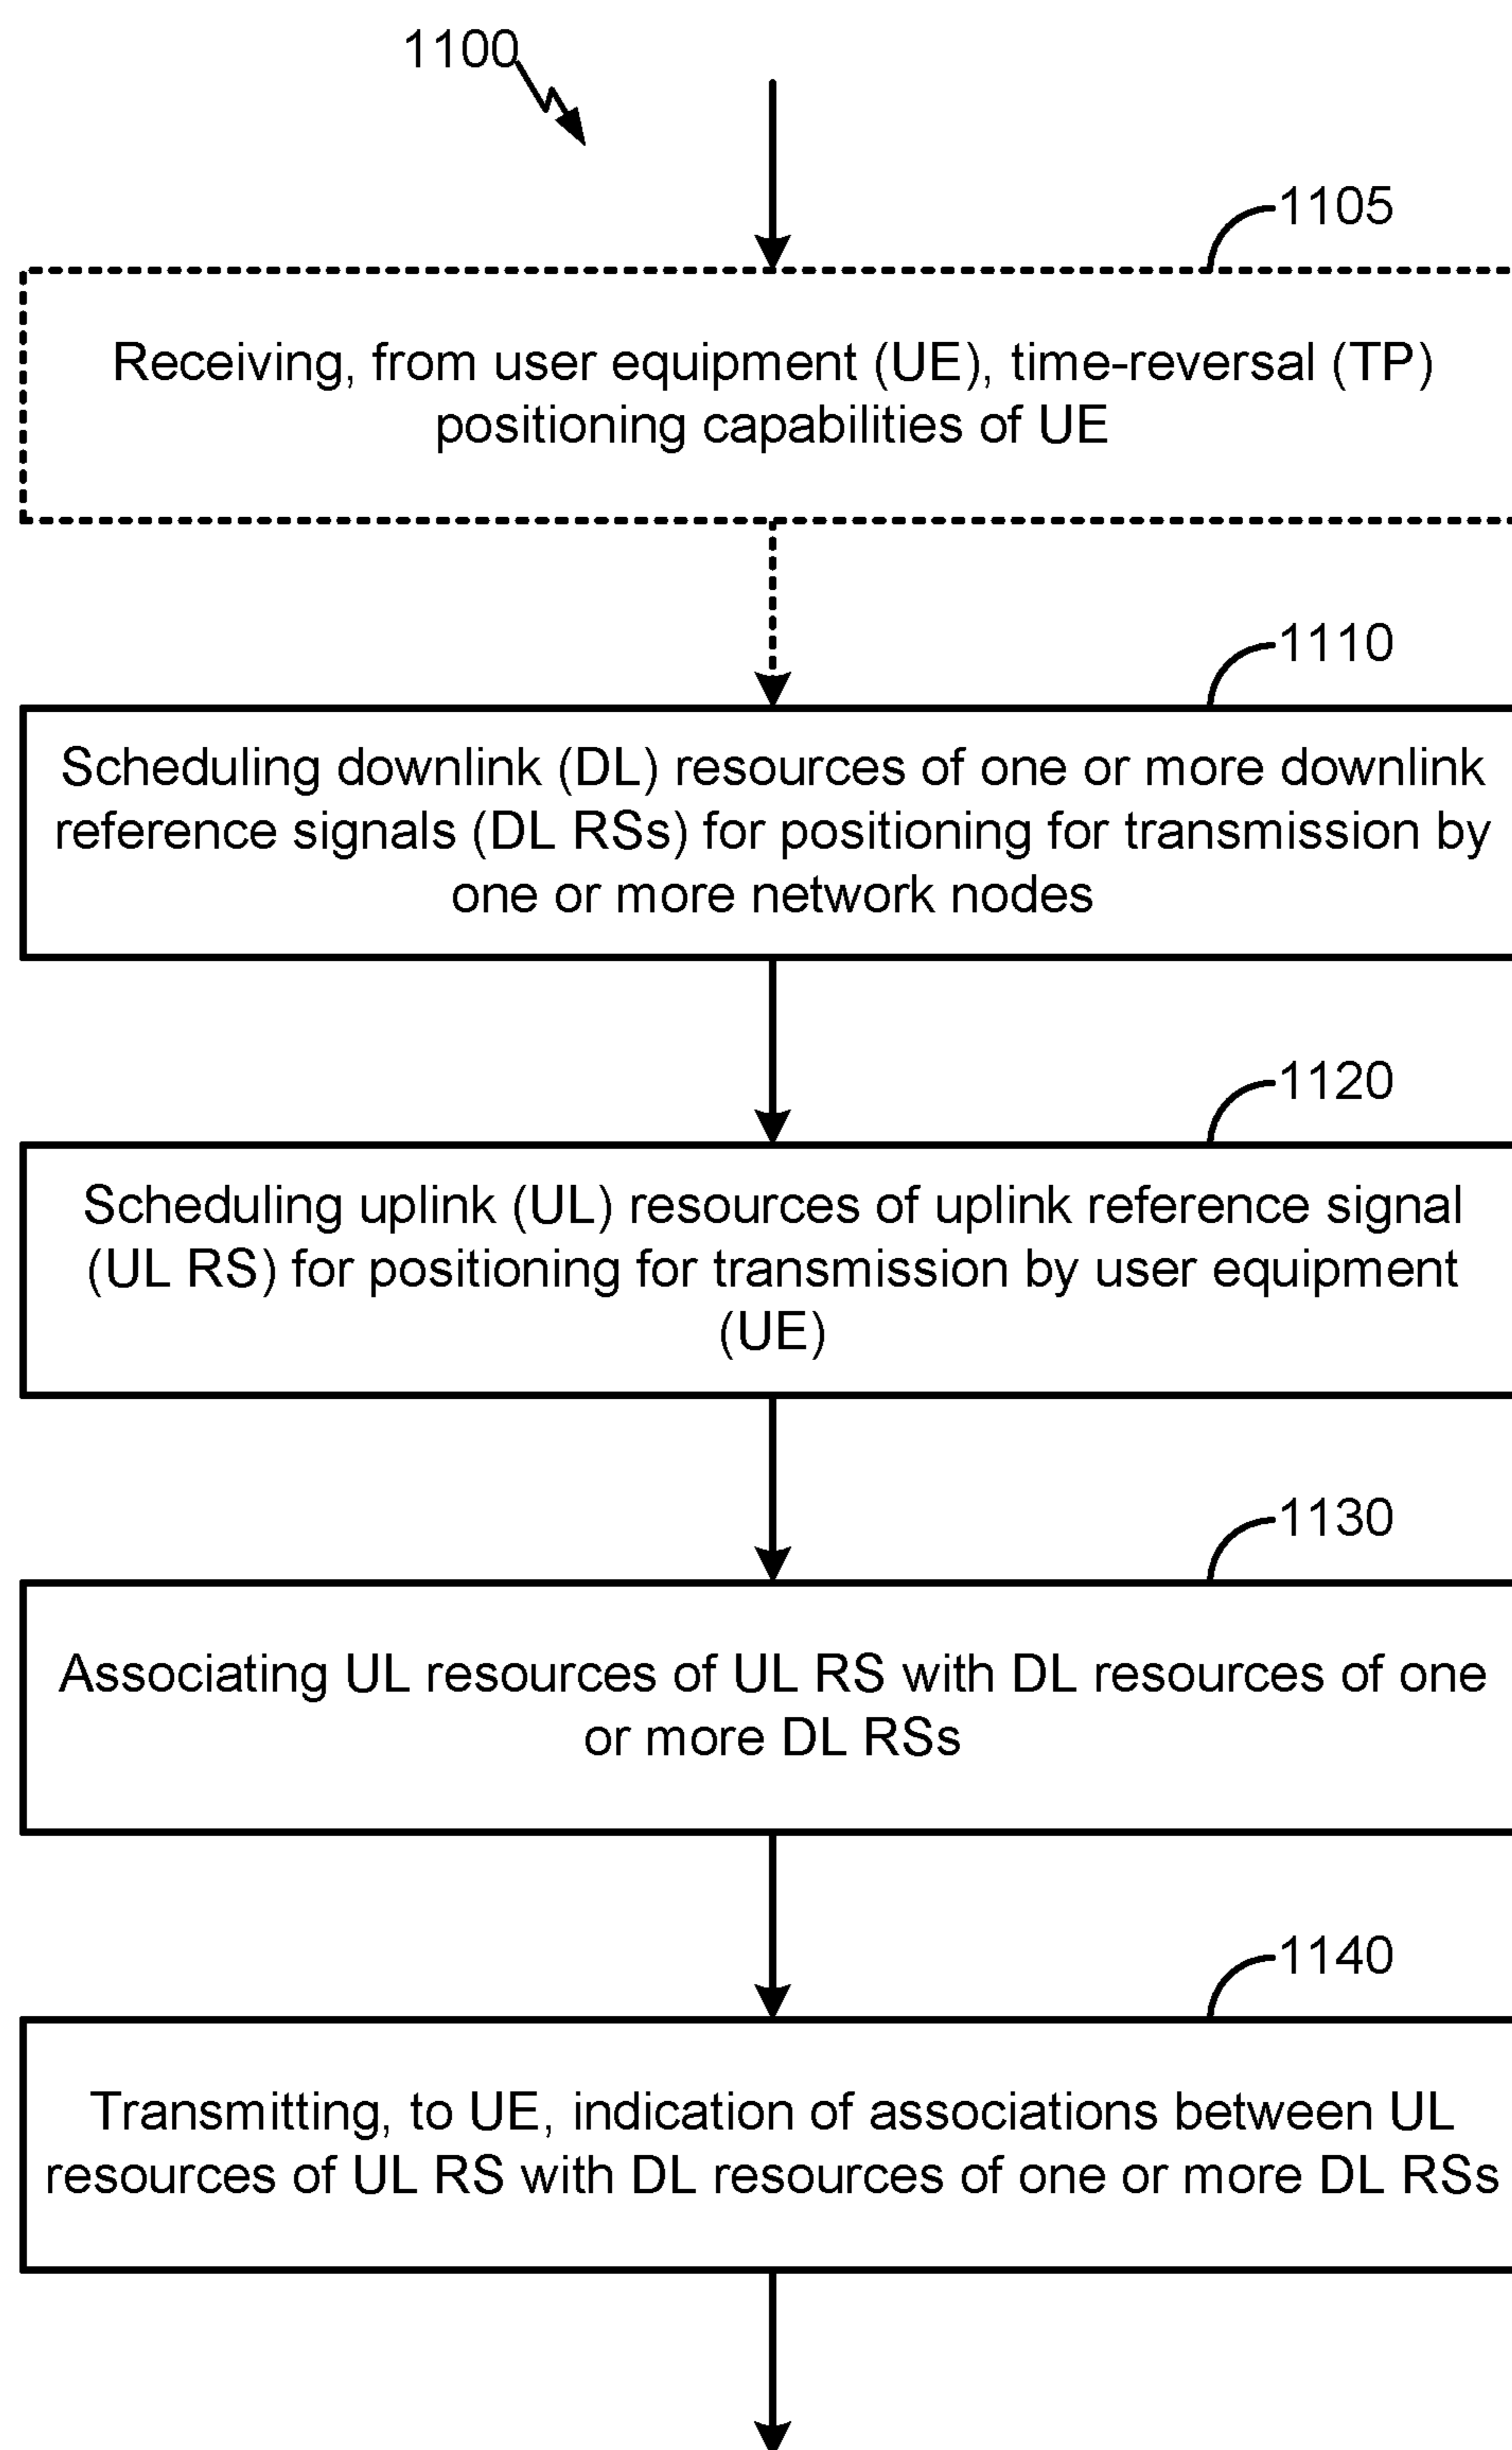 1100
1105
Receiving, from user equipment (UE), time-reversal (TP)
positioning capabilities of UE
1110
Scheduling downlink (DL) resources of one or more downlink
reference signals (DL RSs) for positioning for transmission by
one or more network nodes
1120
Scheduling uplink (UL) resources of uplink reference signal
(UL RS) for positioning for transmission by user equipment
(UE)
1130
Associating UL resources of UL RS with DL resources of one
or more DL RSs
1140
Transmitting, to UE, indication of associations between UL
resources of UL RS with DL resources of one or more DL RSs